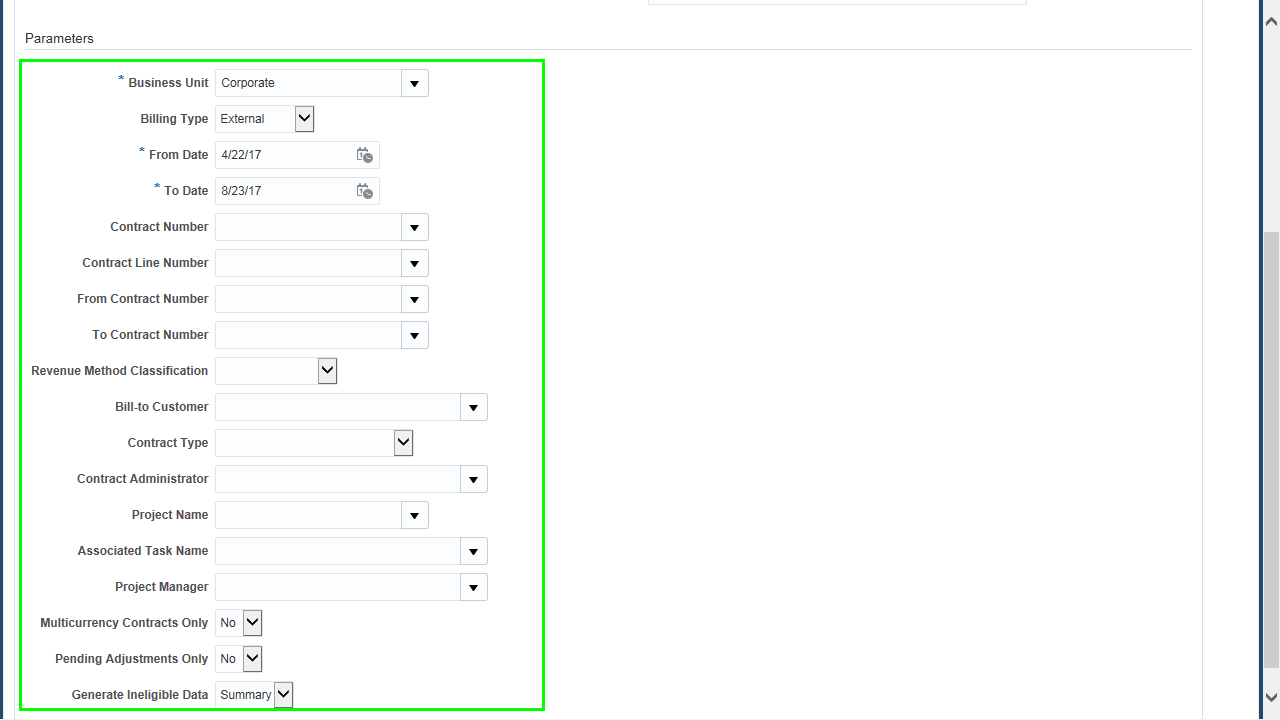 Parameters
* Business Unit Corporate
Billing Type External
* From Date 4/22/17
* To Date 8/23/17
Contract Number
Contract Line Number
From Contract Number
To Contract Number
Revenue Method Classification
Bill-to Customer
Contract Type
Contract Administrator
Project Name
Associated Task Name
Project Manager
Multicurrency Contracts Only No
Pending Adjustments Only No
Generate Ineligible Data Summary